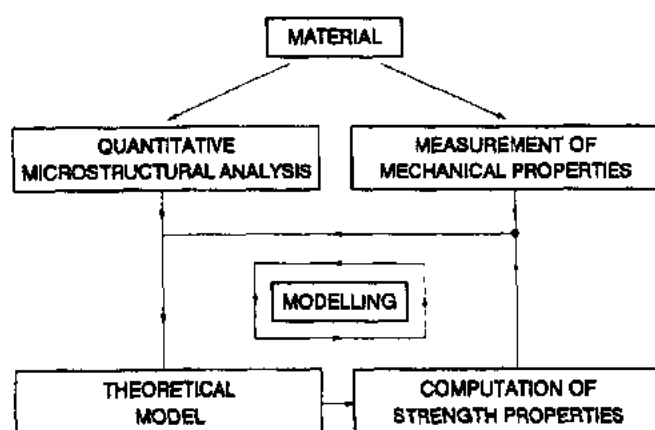 MATERIAL
QUANTITATIVE
MICROSTRUCTURAL ANALYSIS
MEASUREMENT OF
MECHANICAL PROPERTIES
MODELLING
THEORETICAL
MODEL
COMPUTATION OF
STRENGTH PROPERTIES